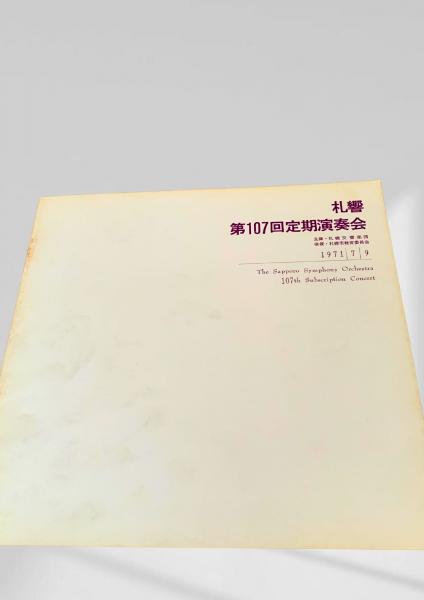 札響
第107回定期演奏会
主催・札幌交響楽団
後援・札幌市教育委員会
1971|7|9
The Sapporo Symphony Orchestra
107th Subscription Concert